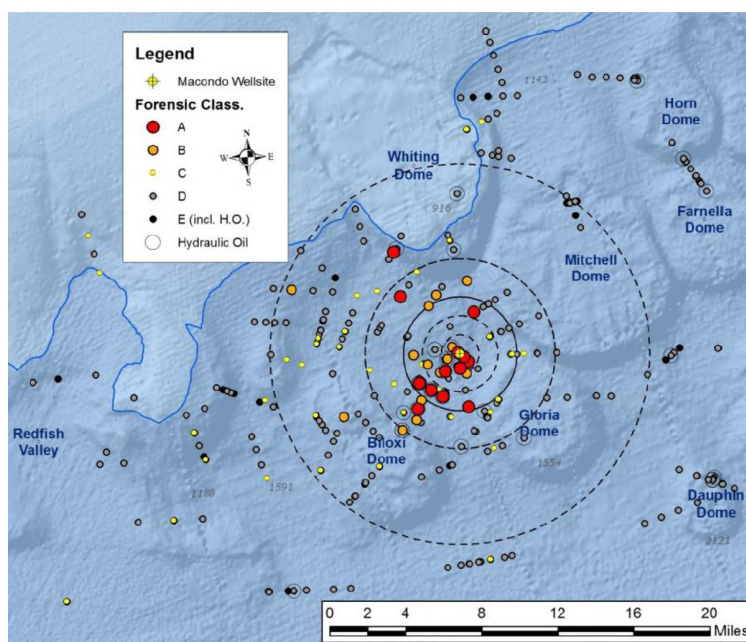 Legend
Macondo Wellsite
Forensic Class.
A
B
C
D
E (incl. H.O.)
Hydraulic Oil
N
W E
S
1143
Horn
Dome
Whiting
Dome
916
Farnella
Dome
Mitchell
Dome
Redfish
Valley
Biloxi
Dome
Gloria
Dome
1554
1188
1591
Dauphin
Dome
2121
0 2 4 8 12 16 20
Miles